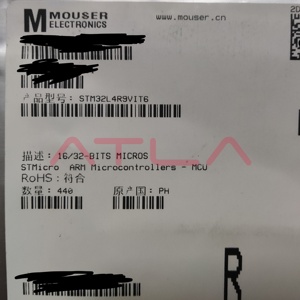 M MOUSER
ELECTRONICS
www.mouser.cn
产品型号: STM32L4R9VIT6
ATLA
描述: 16/32-BITS MICROS
STMicro ARM Microcontrollers - MCU
RoHS: 符合
数量: 440 原产国: PH
R